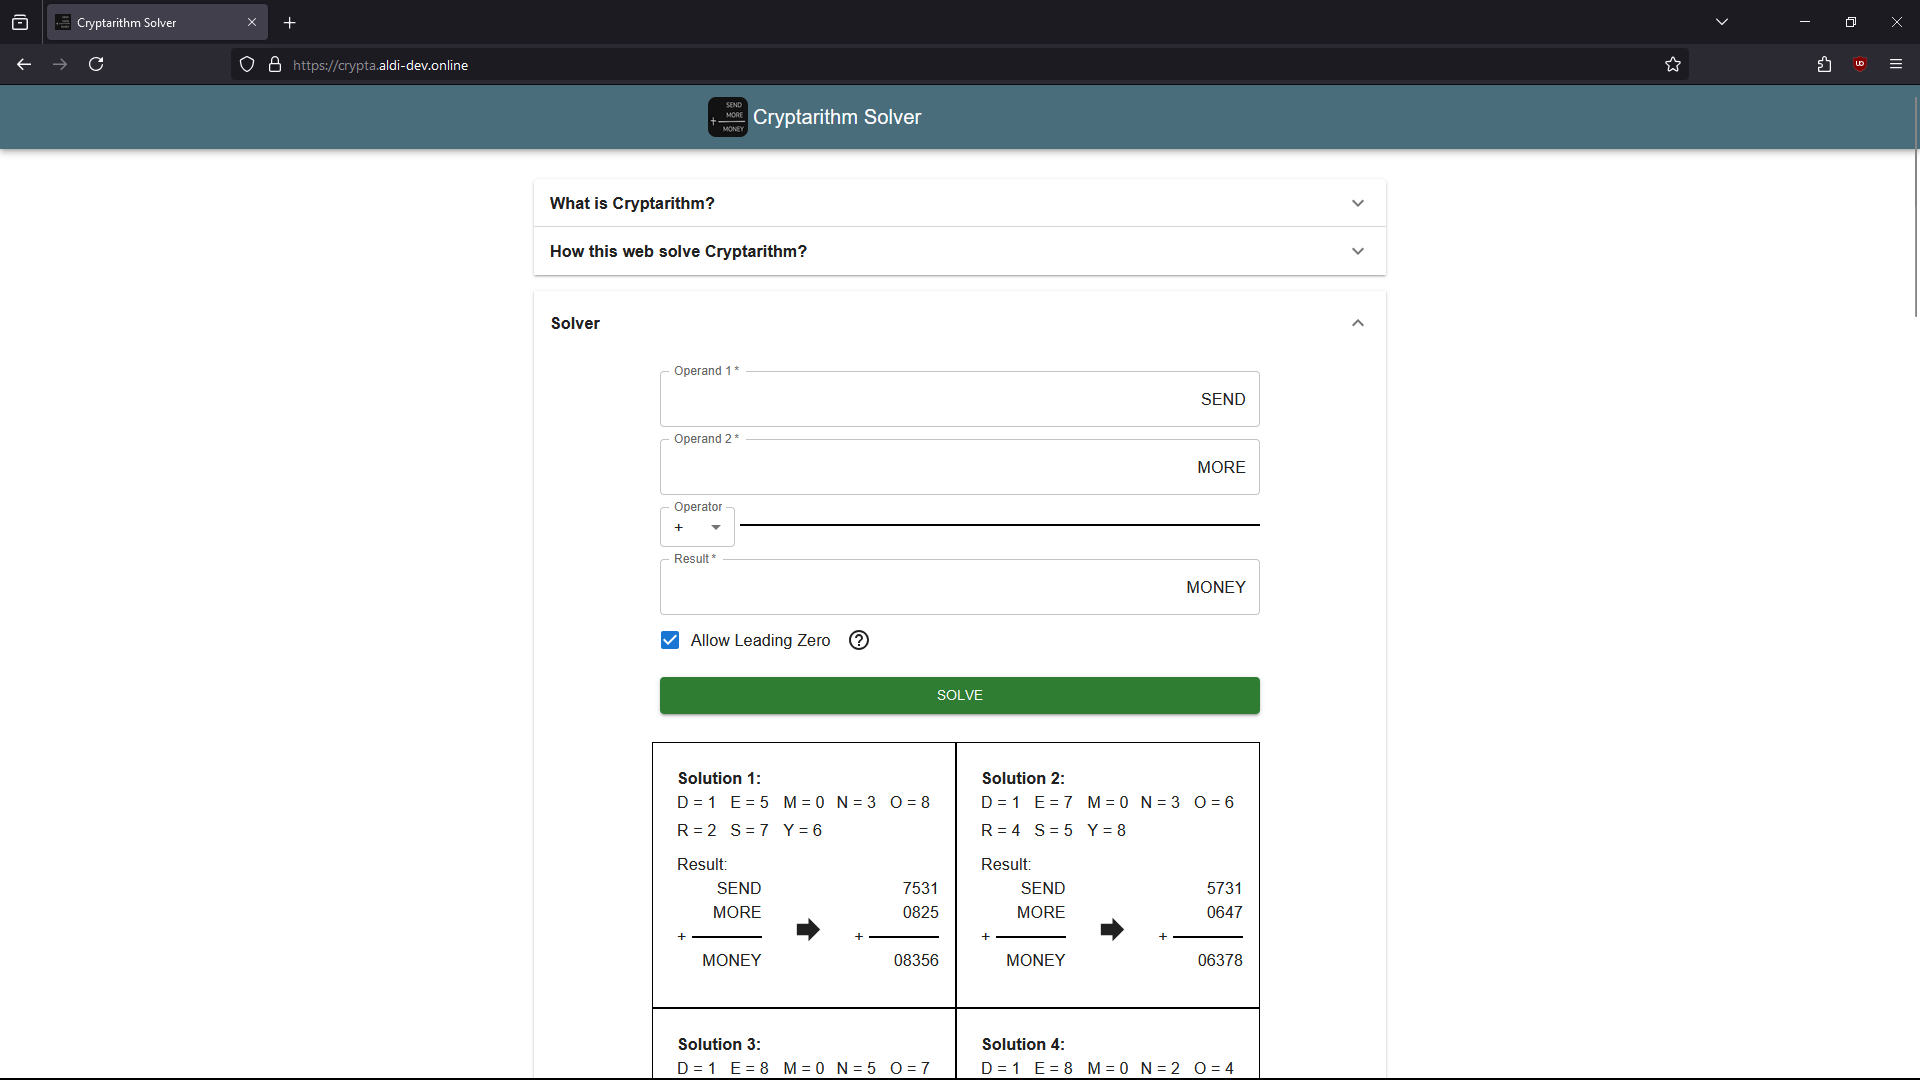 Cryptarithm Solver
https://crypta.aldi-dev.online
SEND
MORE
+
MONEY
Cryptarithm Solver
What is Cryptarithm?
How this web solve Cryptarithm?
Solver
Operand 1 *
SEND
Operand 2 *
MORE
Operator
+
Result *
MONEY
Allow Leading Zero
SOLVE
Solution 1:
D = 1 E = 5 M = 0 N = 3 O = 8
R = 2 S = 7 Y = 6
Result:
SEND 7531
MORE 0825
+ +
MONEY 08356
Solution 2:
D = 1 E = 7 M = 0 N = 3 O = 6
R = 4 S = 5 Y = 8
Result:
SEND 5731
MORE 0647
+ +
MONEY 06378
Solution 3:
D = 1 E = 8 M = 0 N = 5 O = 7
Solution 4:
D = 1 E = 8 M = 0 N = 2 O = 4